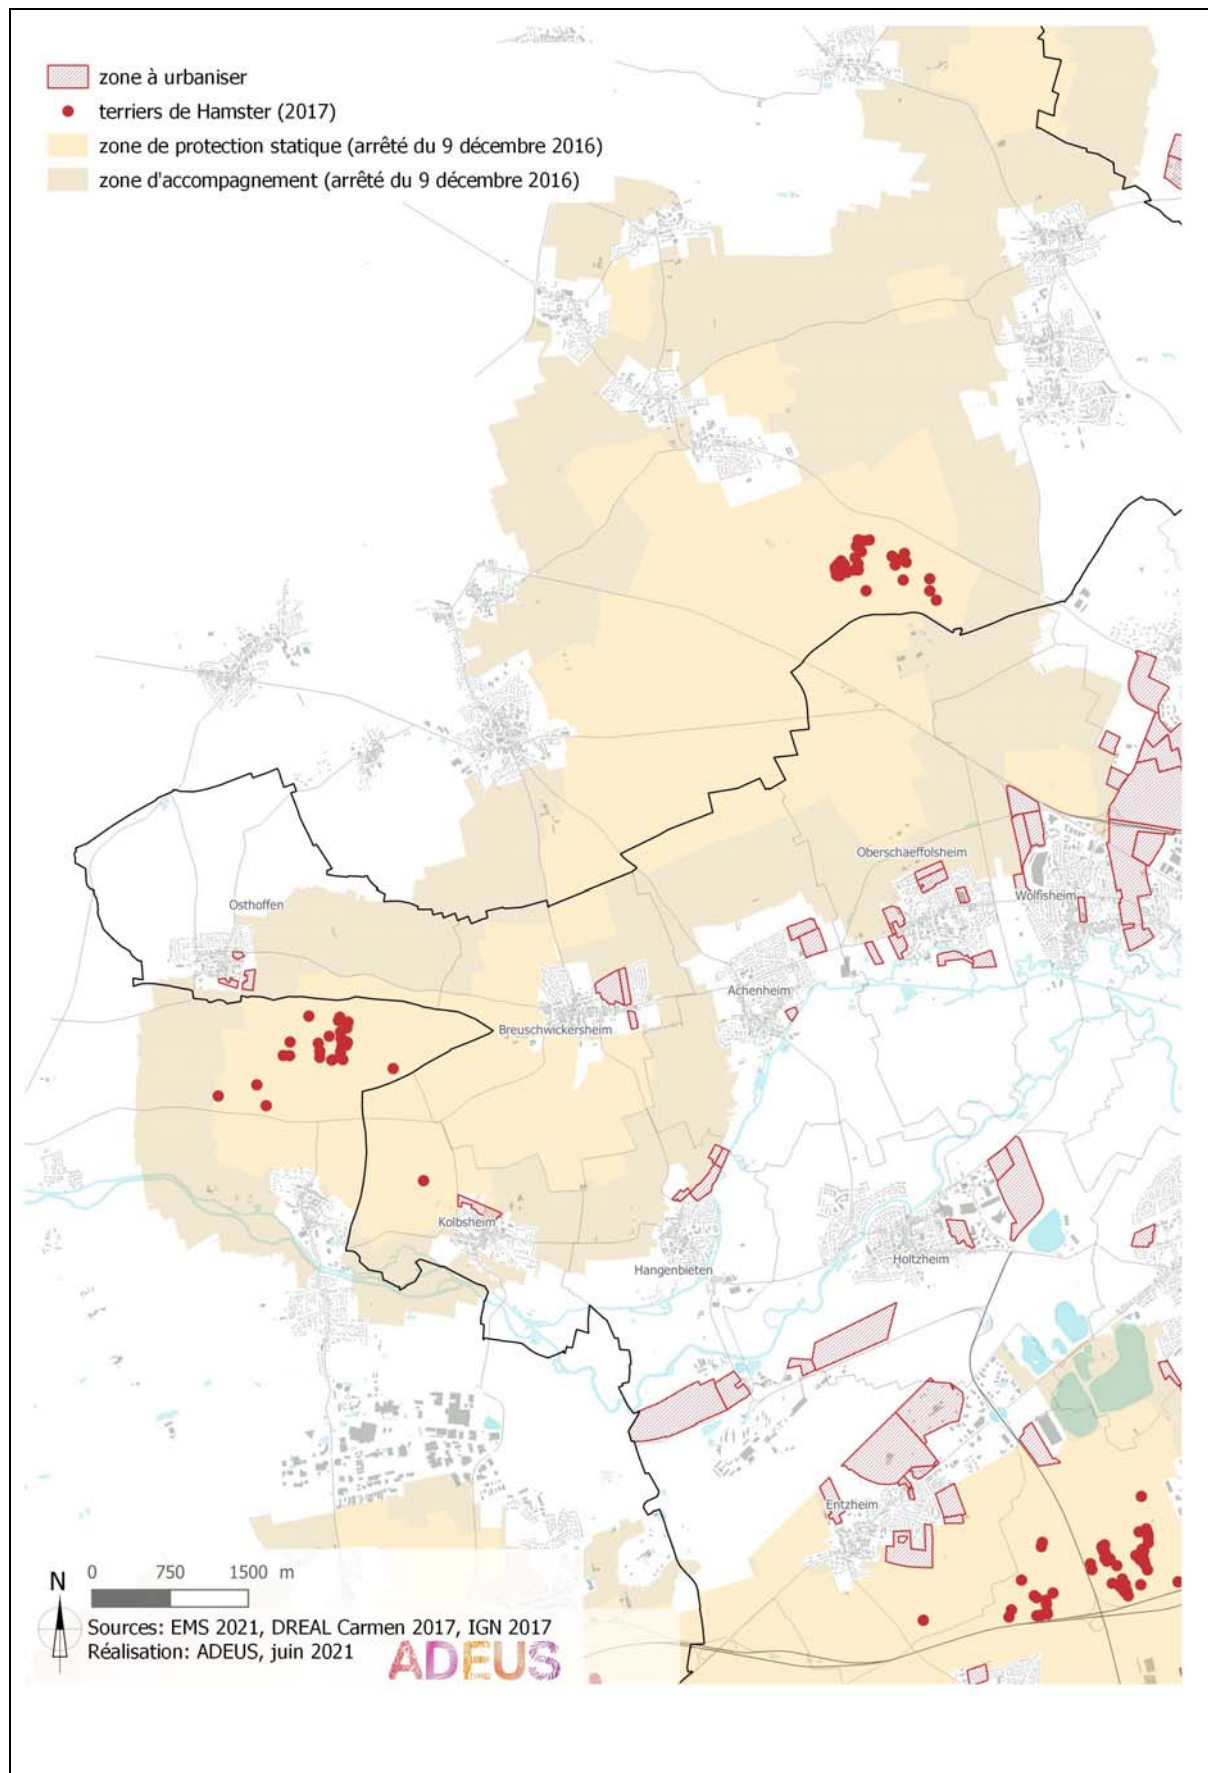 zone à urbaniser
terriers de Hamster (2017)
zone de protection statique (arrêté du 9 décembre 2016)
zone d'accompagnement (arrêté du 9 décembre 2016)
Oberschaeffolsheim
Wolfisheim
Osthoffen
Achenheim
Breuschwickersheim
Kolbsheim
Hangenbieten
Holtzheim
Entzheim
N
0 750 1500 m
Sources: EMS 2021, DREAL Carmen 2017, IGN 2017
Réalisation: ADEUS, juin 2021
ADEUS